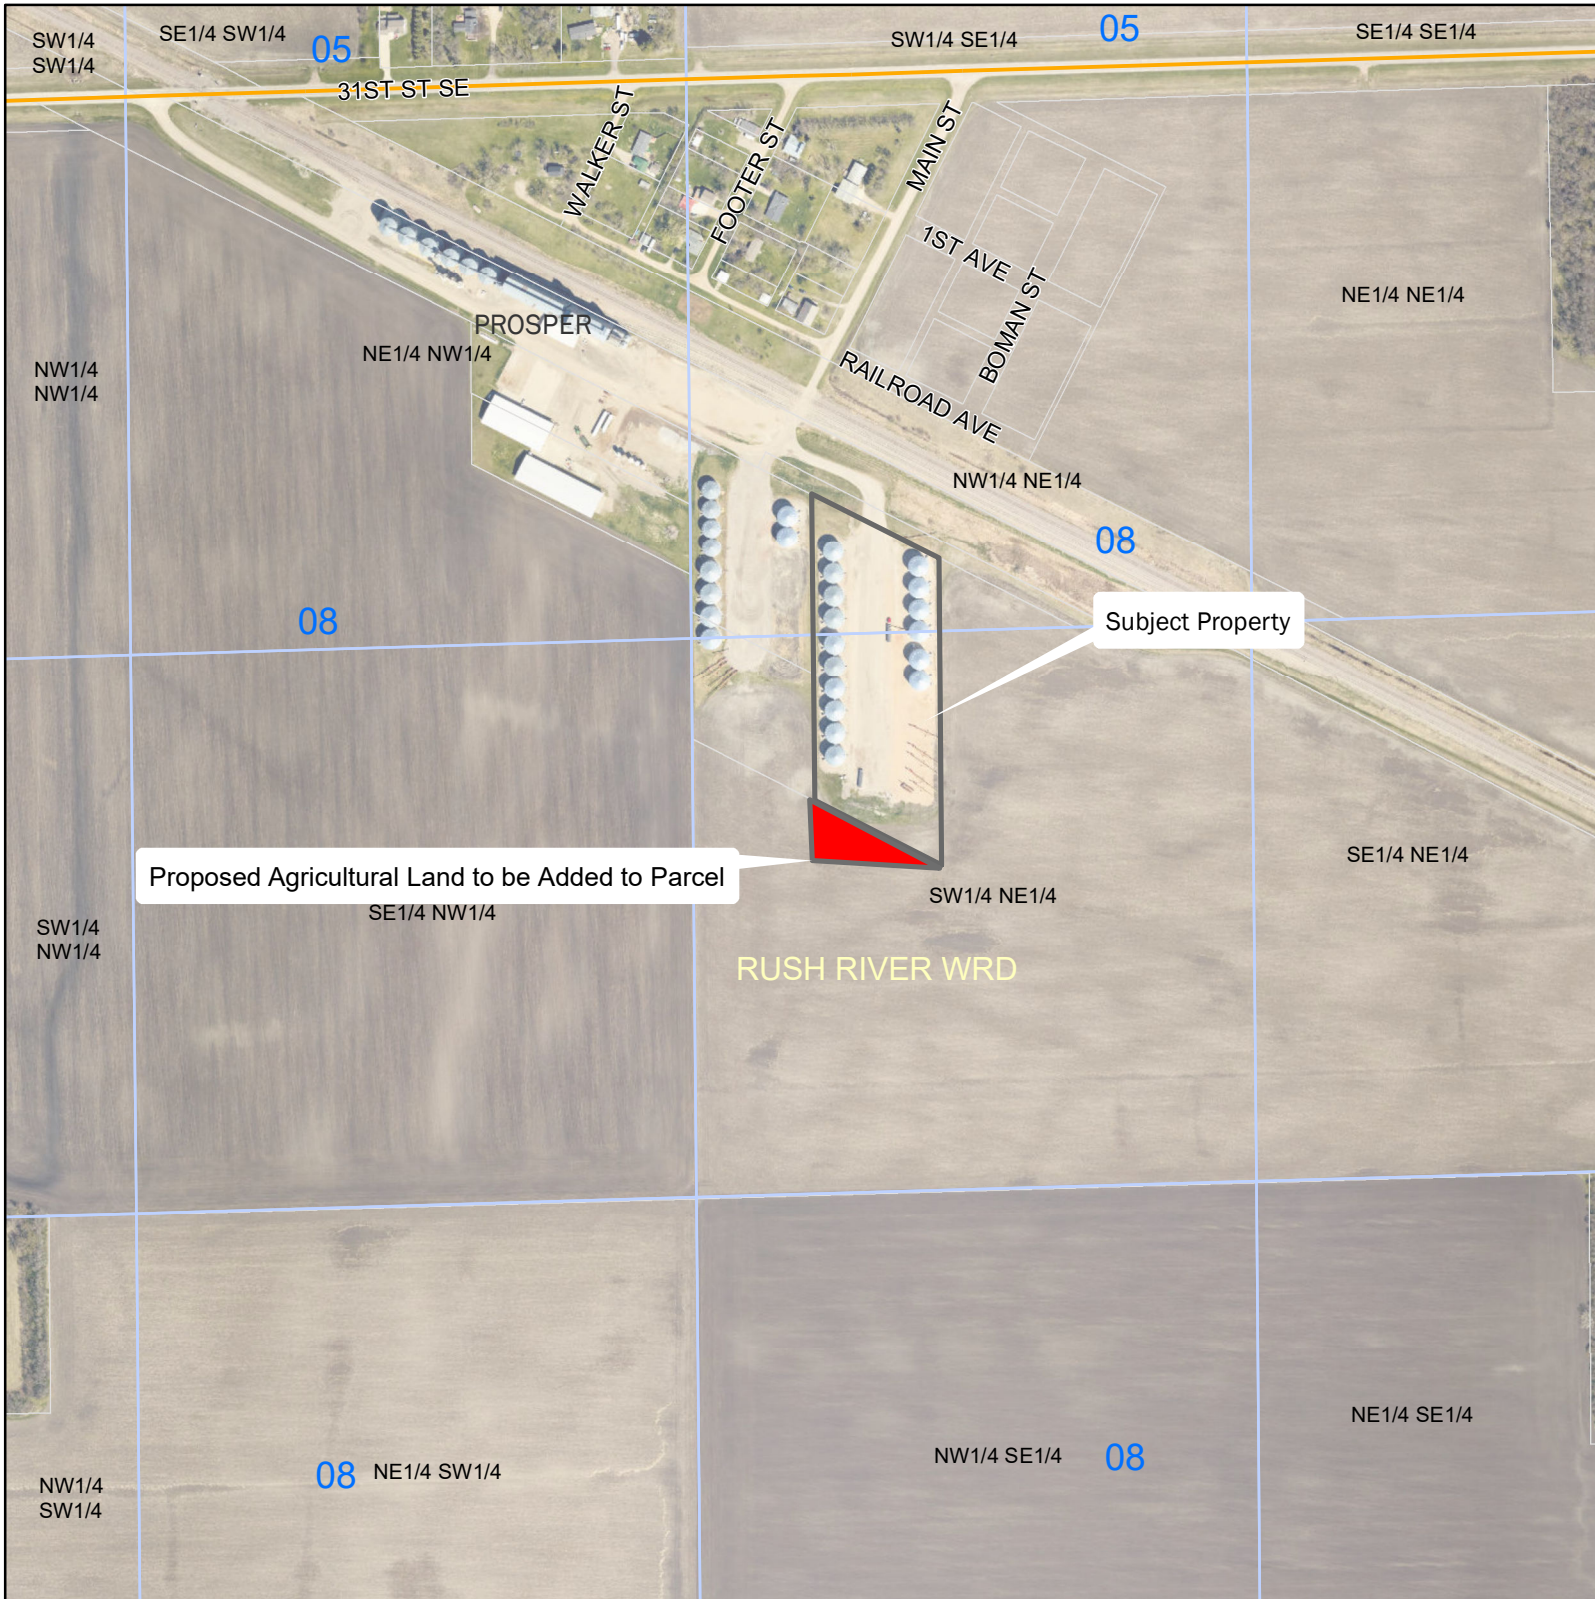 SW1/4
SW1/4
SE1/4 SW1/4
05
SW1/4 SE1/4
05
SE1/4 SE1/4
31ST ST SE
WALKER ST
FOOTER ST
MAIN ST
1ST AVE
BOMAN ST
RAILROAD AVE
NE1/4 NE1/4
PROSPER
NE1/4 NW1/4
NW1/4
NW1/4
NW1/4 NE1/4
08
08
Subject Property
Proposed Agricultural Land to be Added to Parcel
SE1/4 NE1/4
SW1/4 NE1/4
SE1/4 NW1/4
SW1/4
NW1/4
RUSH RIVER WRD
NE1/4 SE1/4
NW1/4 SE1/4
08
08
NE1/4 SW1/4
NW1/4
SW1/4